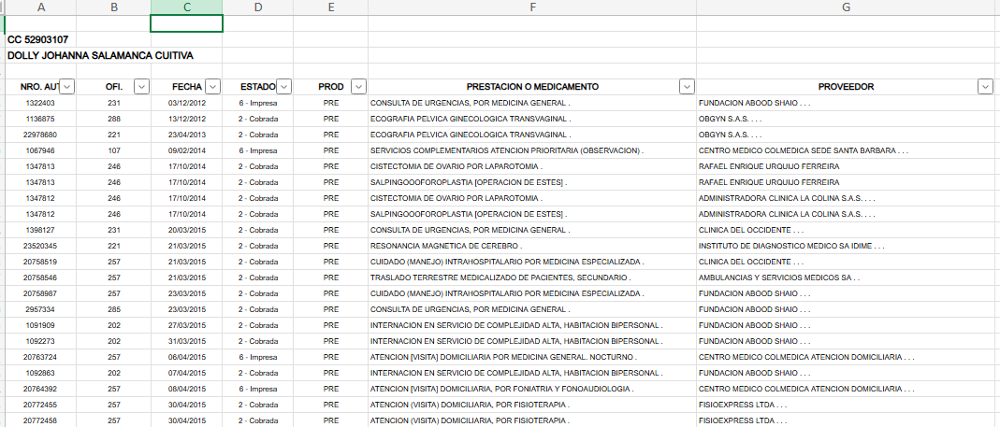 A B C D E F G
CC 52903107
DOLLY JOHANNA SALAMANCA CUITIVA
NRO. AUT OFI. FECHA ESTADO PROD PRESTACION O MEDICAMENTO PROVEEDOR
1322403 231 03/12/2012 6 - Impresa PRE CONSULTA DE URGENCIAS, POR MEDICINA GENERAL . FUNDACION ABOOD SHAIO . . .
1136875 288 13/12/2012 2 - Cobrada PRE ECOGRAFIA PELVICA GINECOLOGICA TRANSVAGINAL . OBGYN S.A.S. . . .
22978680 221 23/04/2013 2 - Cobrada PRE ECOGRAFIA PELVICA GINECOLOGICA TRANSVAGINAL . OBGYN S.A.S. . . .
1067946 107 09/02/2014 6 - Impresa PRE SERVICIOS COMPLEMENTARIOS ATENCION PRIORITARIA (OBSERVACION) . CENTRO MEDICO COLMEDICA SEDE SANTA BARBARA . . .
1347813 246 17/10/2014 2 - Cobrada PRE CISTECTOMIA DE OVARIO POR LAPAROTOMIA . RAFAEL ENRIQUE URQUIJO FERREIRA
1347813 246 17/10/2014 2 - Cobrada PRE SALPINGOOOFOROPLASTIA [OPERACION DE ESTES] . RAFAEL ENRIQUE URQUIJO FERREIRA
1347812 246 17/10/2014 2 - Cobrada PRE CISTECTOMIA DE OVARIO POR LAPAROTOMIA . ADMINISTRADORA CLINICA LA COLINA S.A.S. . . .
1347812 246 17/10/2014 2 - Cobrada PRE SALPINGOOOFOROPLASTIA [OPERACION DE ESTES] . ADMINISTRADORA CLINICA LA COLINA S.A.S. . . .
1398127 231 20/03/2015 2 - Cobrada PRE CONSULTA DE URGENCIAS, POR MEDICINA GENERAL . CLINICA DEL OCCIDENTE . . .
23520345 221 21/03/2015 2 - Cobrada PRE RESONANCIA MAGNETICA DE CEREBRO . INSTITUTO DE DIAGNOSTICO MEDICO SA IDIME . . .
20758519 257 21/03/2015 2 - Cobrada PRE CUIDADO (MANEJO) INTRAHOSPITALARIO POR MEDICINA ESPECIALIZADA . CLINICA DEL OCCIDENTE . . .
20758546 257 21/03/2015 2 - Cobrada PRE TRASLADO TERRESTRE MEDICALIZADO DE PACIENTES, SECUNDARIO . AMBULANCIAS Y SERVICIOS MEDICOS SA . .
20758987 257 23/03/2015 2 - Cobrada PRE CUIDADO (MANEJO) INTRAHOSPITALARIO POR MEDICINA ESPECIALIZADA . FUNDACION ABOOD SHAIO . . .
2957334 285 23/03/2015 2 - Cobrada PRE CONSULTA DE URGENCIAS, POR MEDICINA GENERAL . FUNDACION ABOOD SHAIO . . .
1091909 202 27/03/2015 2 - Cobrada PRE INTERNACION EN SERVICIO DE COMPLEJIDAD ALTA, HABITACION BIPERSONAL . FUNDACION ABOOD SHAIO . . .
1092273 202 31/03/2015 2 - Cobrada PRE INTERNACION EN SERVICIO DE COMPLEJIDAD ALTA, HABITACION BIPERSONAL . FUNDACION ABOOD SHAIO . . .
20763724 257 06/04/2015 6 - Impresa PRE ATENCION [VISITA] DOMICILIARIA POR MEDICINA GENERAL. NOCTURNO . CENTRO MEDICO COLMEDICA ATENCION DOMICILIARIA . . .
1092863 202 07/04/2015 2 - Cobrada PRE INTERNACION EN SERVICIO DE COMPLEJIDAD ALTA, HABITACION BIPERSONAL . FUNDACION ABOOD SHAIO . . .
20764392 257 08/04/2015 6 - Impresa PRE ATENCION [VISITA] DOMICILIARIA, POR FONIATRIA Y FONOAUDIOLOGIA . CENTRO MEDICO COLMEDICA ATENCION DOMICILIARIA . . .
20772455 257 30/04/2015 2 - Cobrada PRE ATENCION (VISITA) DOMICILIARIA, POR FISIOTERAPIA . FISIOEXPRESS LTDA . . .
20772458 257 30/04/2015 2 - Cobrada PRE ATENCION (VISITA) DOMICILIARIA, POR FISIOTERAPIA . FISIOEXPRESS LTDA . . .